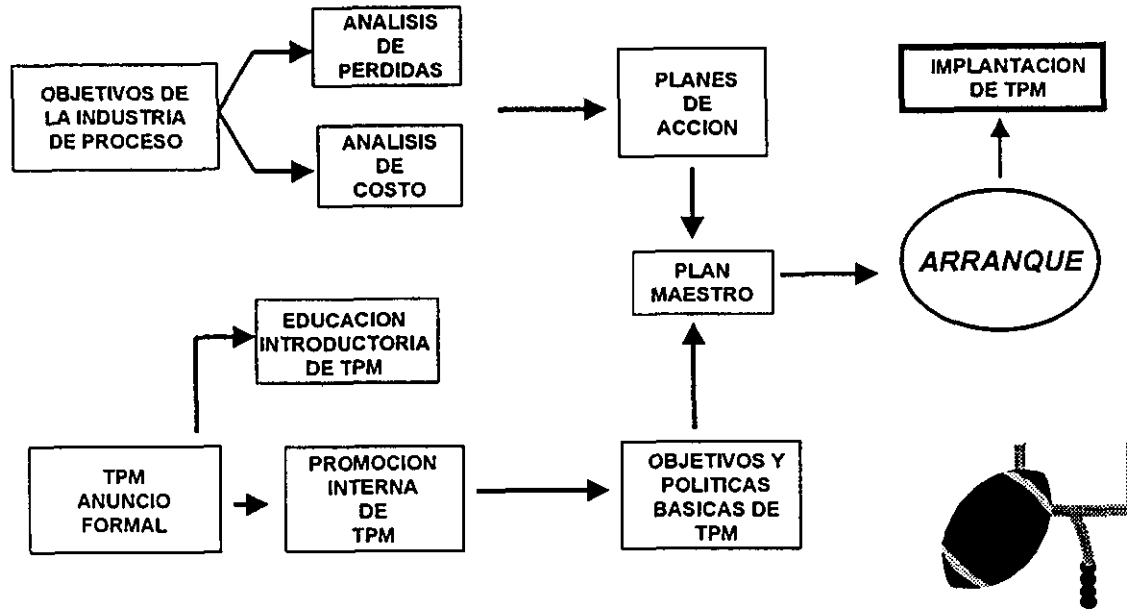 ANALISIS
DE
PERDIDAS
OBJETIVOS DE
LA INDUSTRIA
DE PROCESO
ANALISIS
DE
COSTO
PLANES
DE
ACCION
IMPLANTACION
DE TPM
PLAN
MAESTRO
ARRANQUE
EDUCACION
INTRODUCTORIA
DE TPM
TPM
ANUNCIO
FORMAL
PROMOCION
INTERNA
DE
TPM
OBJETIVOS Y
POLITICAS
BASICAS DE
TPM